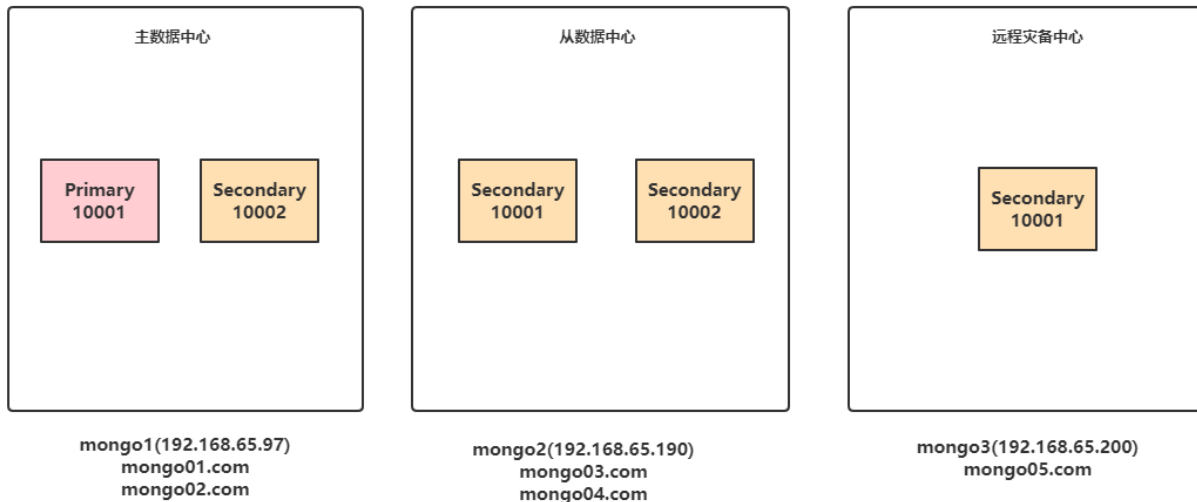 主数据中心
从数据中心
远程灾备中心
Primary
10001
Secondary
10002
Secondary
10001
Secondary
10002
Secondary
10001
mongo1(192.168.65.97)
mongo01.com
mongo02.com
mongo2(192.168.65.190)
mongo03.com
mongo04.com
mongo3(192.168.65.200)
mongo05.com